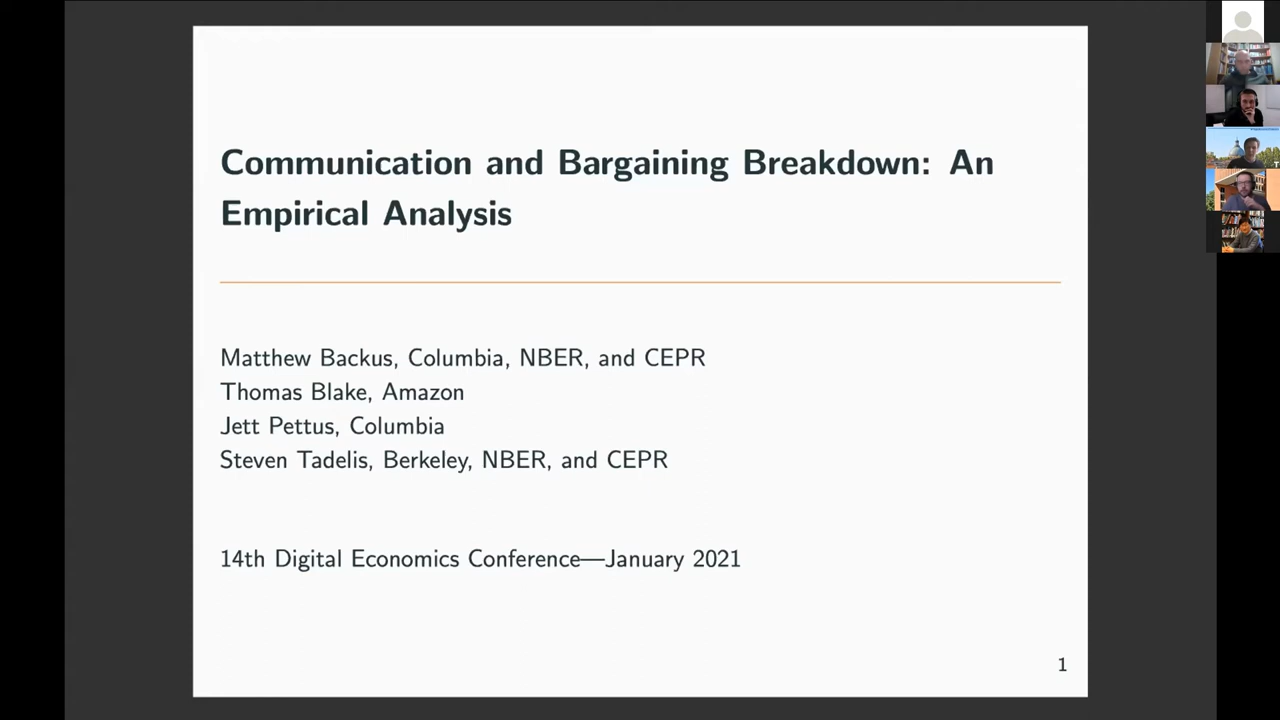 Communication and Bargaining Breakdown: An
Empirical Analysis
Matthew Backus, Columbia, NBER, and CEPR
Thomas Blake, Amazon
Jett Pettus, Columbia
Steven Tadelis, Berkeley, NBER, and CEPR
14th Digital Economics Conference—January 2021
1